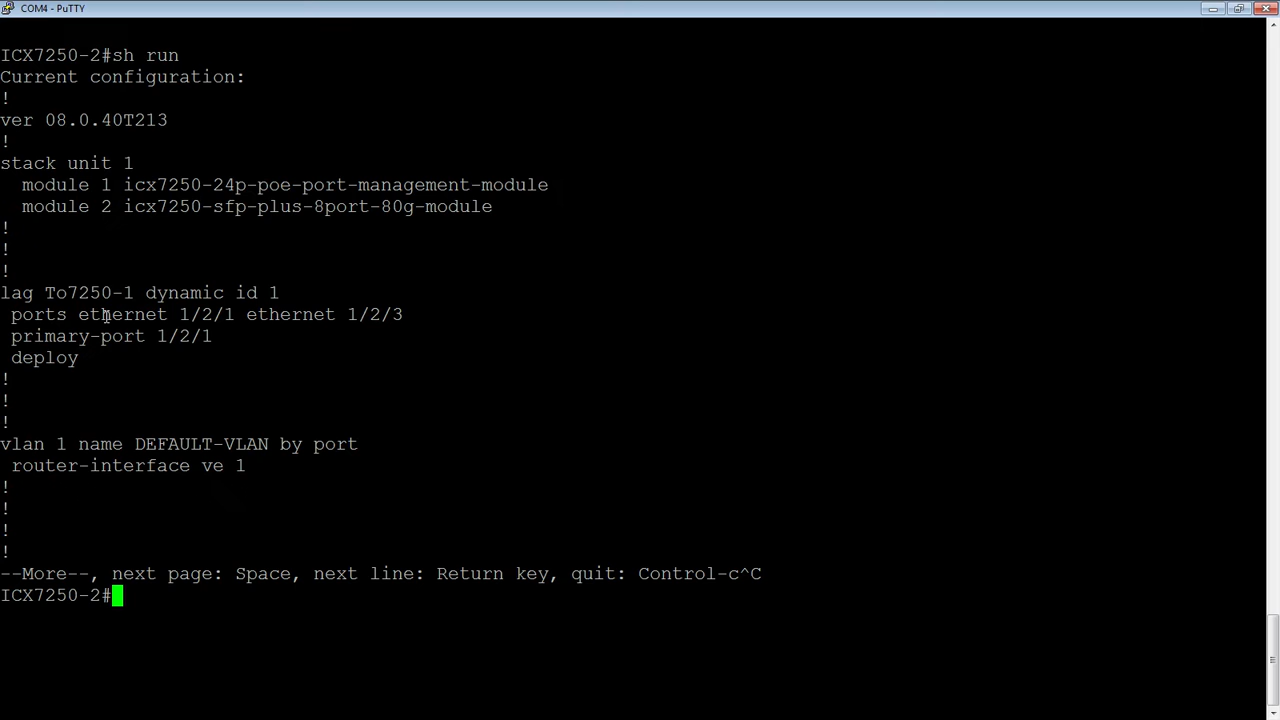 COM4 - PuTTY
ICX7250-2#sh run
Current configuration:
!
ver 08.0.40T213
!
stack unit 1
  module 1 icx7250-24p-poe-port-management-module
  module 2 icx7250-sfp-plus-8port-80g-module
!
!
!
lag To7250-1 dynamic id 1
 ports ethernet 1/2/1 ethernet 1/2/3
 primary-port 1/2/1
 deploy
!
!
!
vlan 1 name DEFAULT-VLAN by port
 router-interface ve 1
!
!
!
!
--More--, next page: Space, next line: Return key, quit: Control-c^C
ICX7250-2#